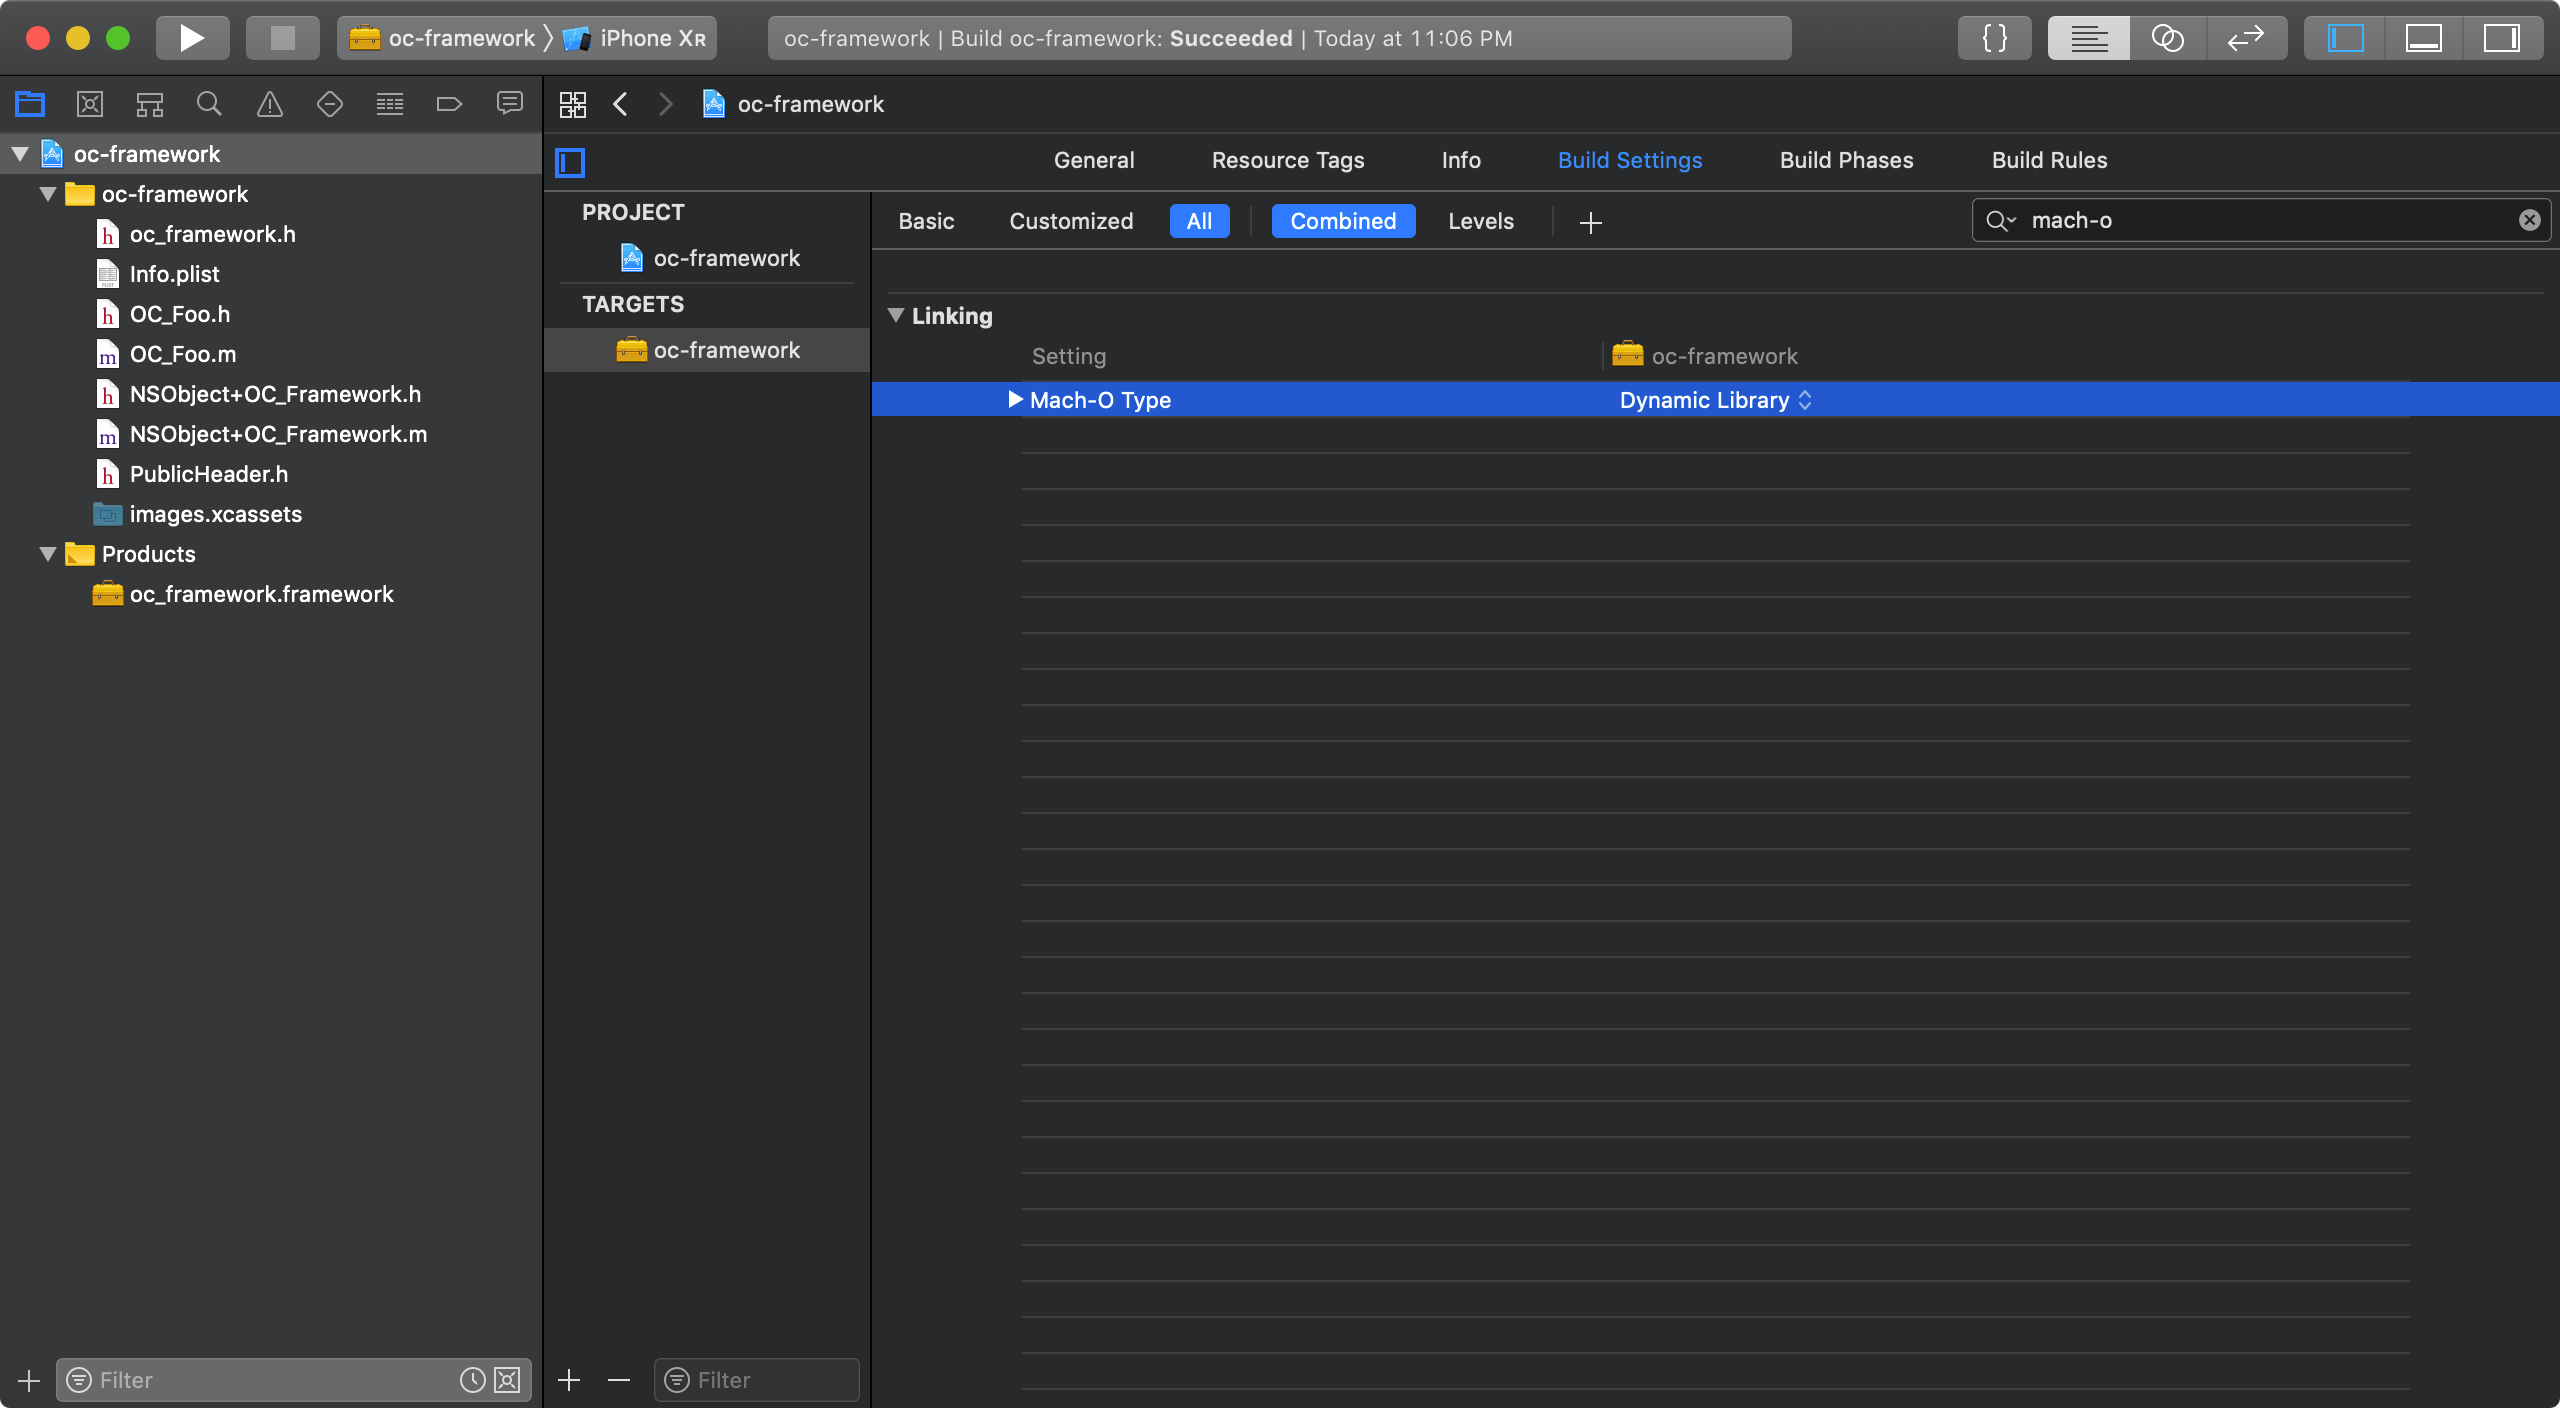 oc-framework 〉 iPhone XR
oc-framework | Build oc-framework: Succeeded | Today at 11:06 PM
{ }
oc-framework
oc-framework
oc_framework.h
Info.plist
OC_Foo.h
OC_Foo.m
NSObject+OC_Framework.h
NSObject+OC_Framework.m
PublicHeader.h
images.xcassets
Products
oc_framework.framework
Filter
oc-framework
General Resource Tags Info Build Settings Build Phases Build Rules
PROJECT
oc-framework
TARGETS
oc-framework
Filter
Basic Customized All Combined Levels + mach-o
Linking
Setting oc-framework
Mach-O Type Dynamic Library